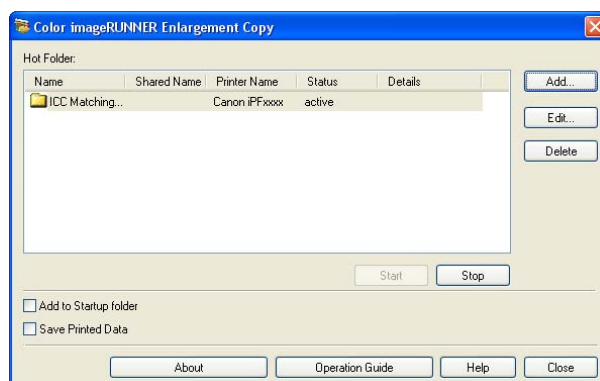 Color imageRUNNER Enlargement Copy
Hot Folder:
Name Shared Name Printer Name Status Details
ICC Matching... Canon iPFxxxx active
Add...
Edit...
Delete
Start Stop
Add to Startup folder
Save Printed Data
About Operation Guide Help Close